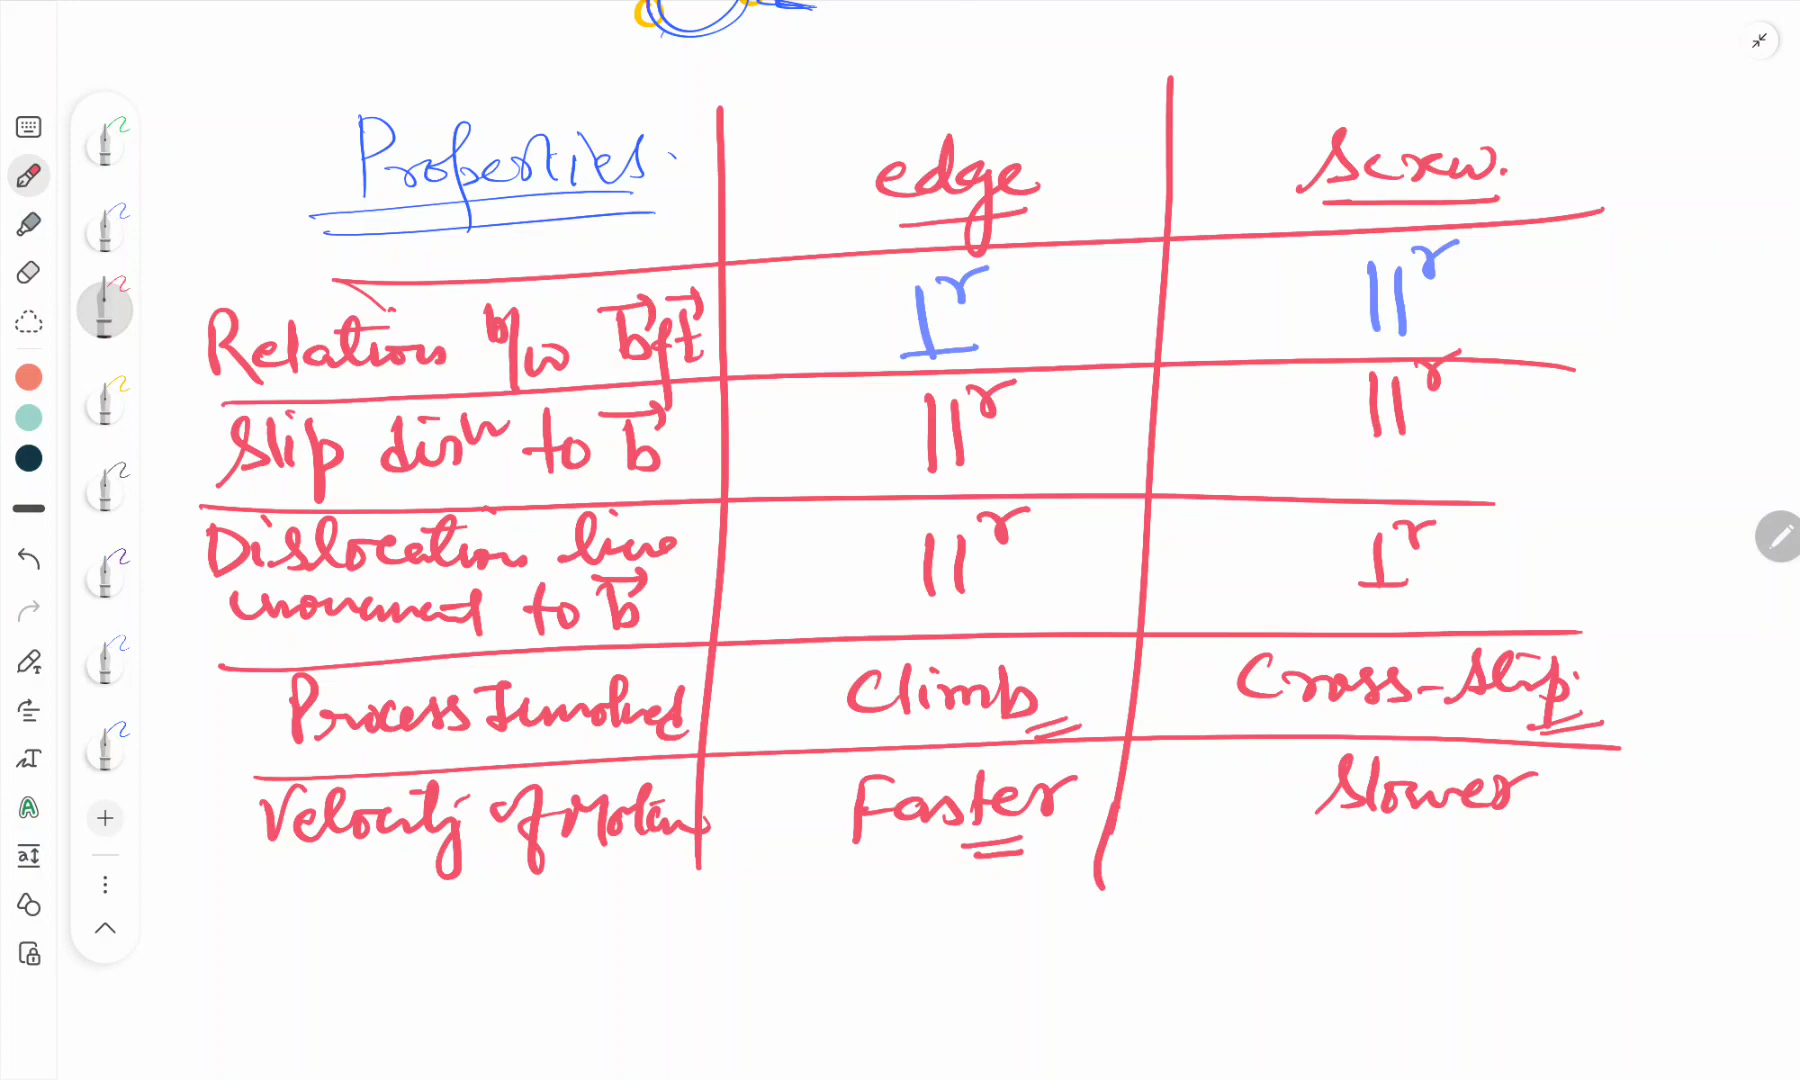 Properties. edge Screw.
Relation b/w b⃗ & t⃗ ⊥r ||r
Slip dirn to b⃗ ||r ||r
Dislocation line ||r ⊥r
movement to b⃗
Process Involved Climb Cross-slip.
Velocity of Motion Faster Slower